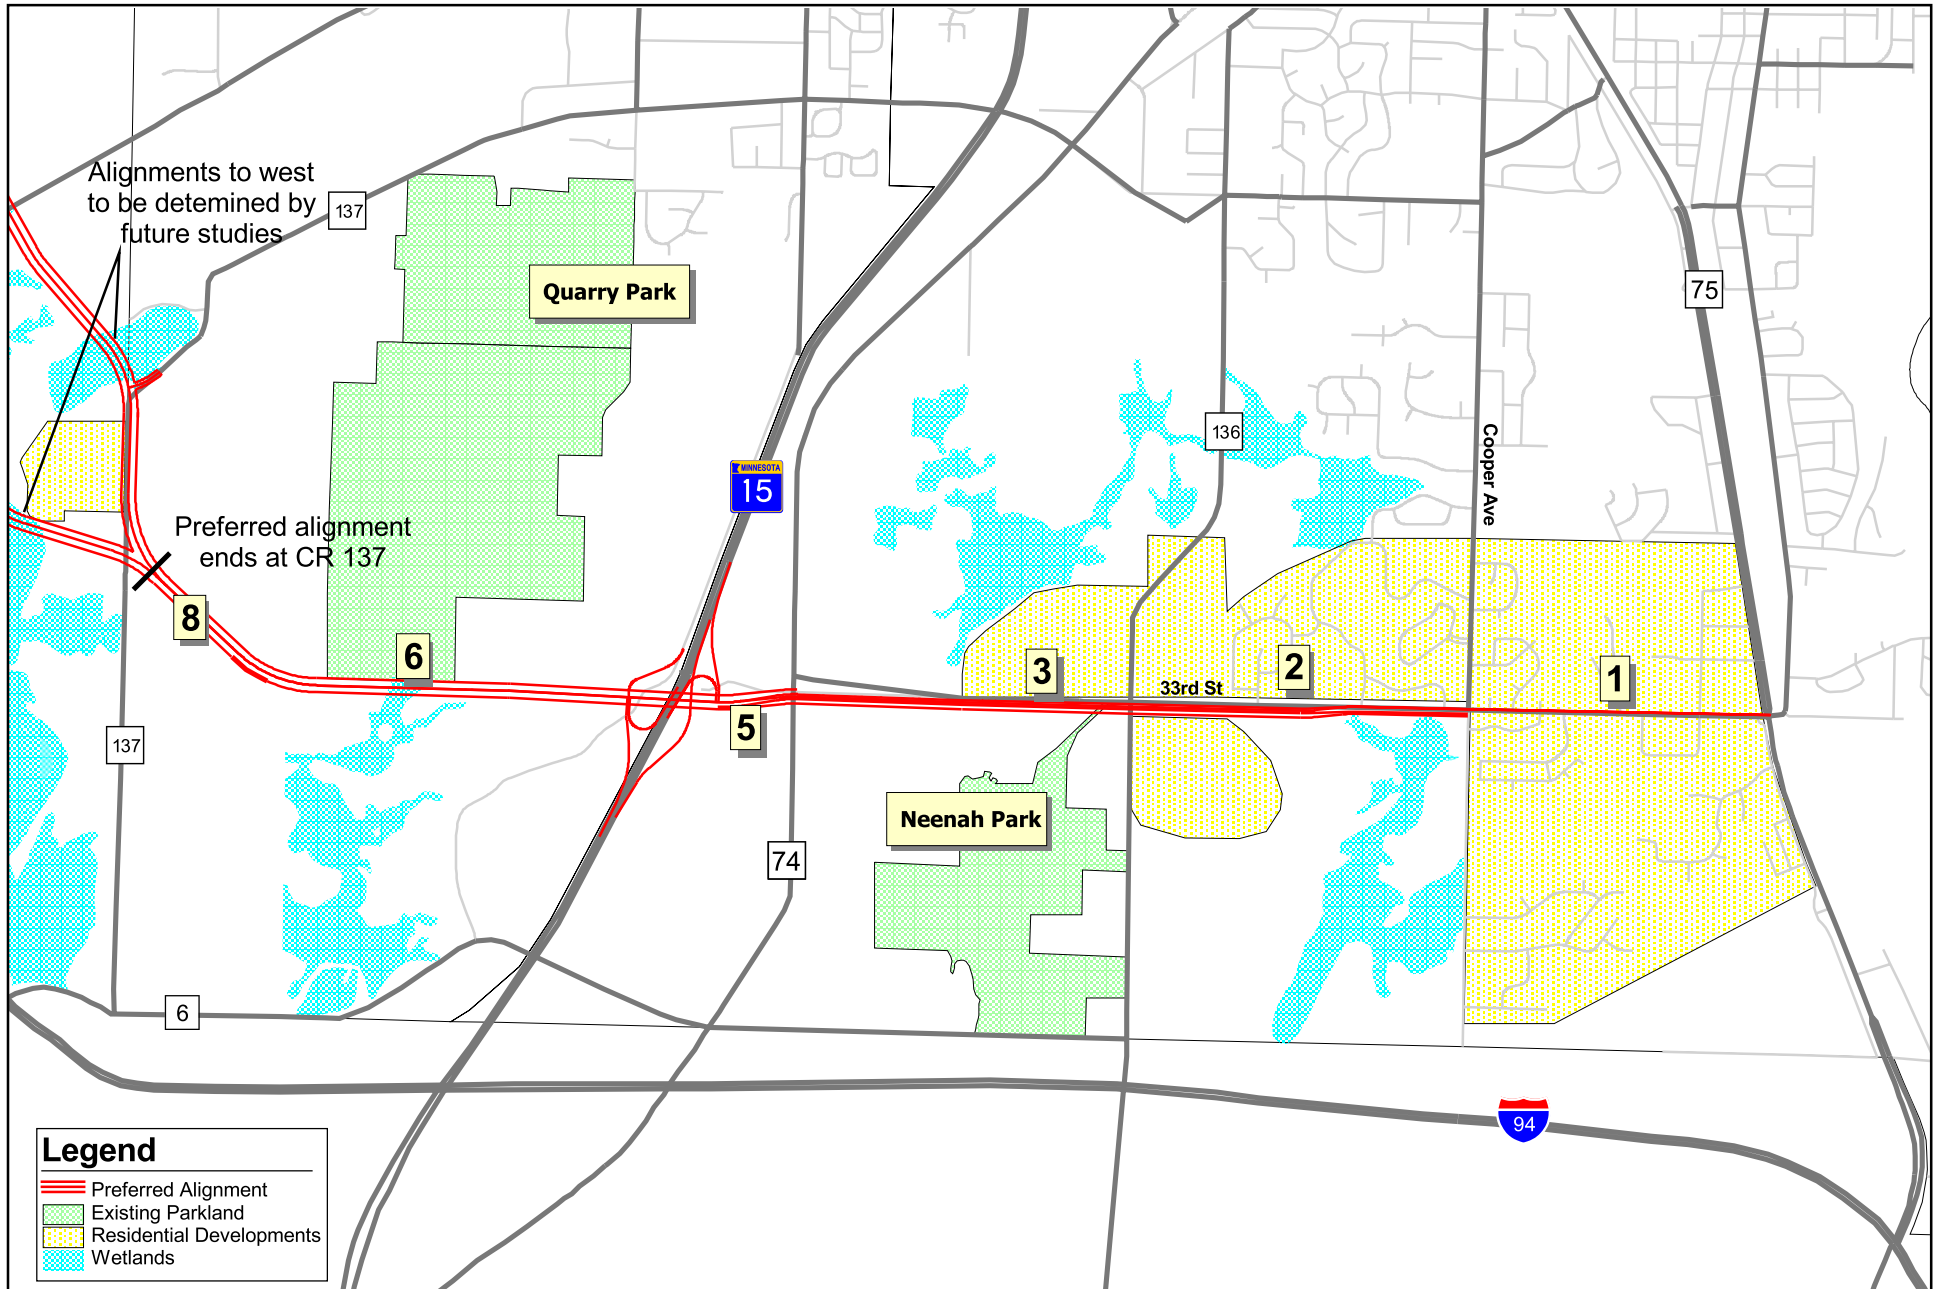 Alignments to west
to be detemined by
future studies
137
Quarry Park
75
136
Cooper Ave
MINNESOTA
15
Preferred alignment
ends at CR 137
8
6
3
2
1
33rd St
5
137
Neenah Park
74
6
94
Legend
Preferred Alignment
Existing Parkland
Residential Developments
Wetlands